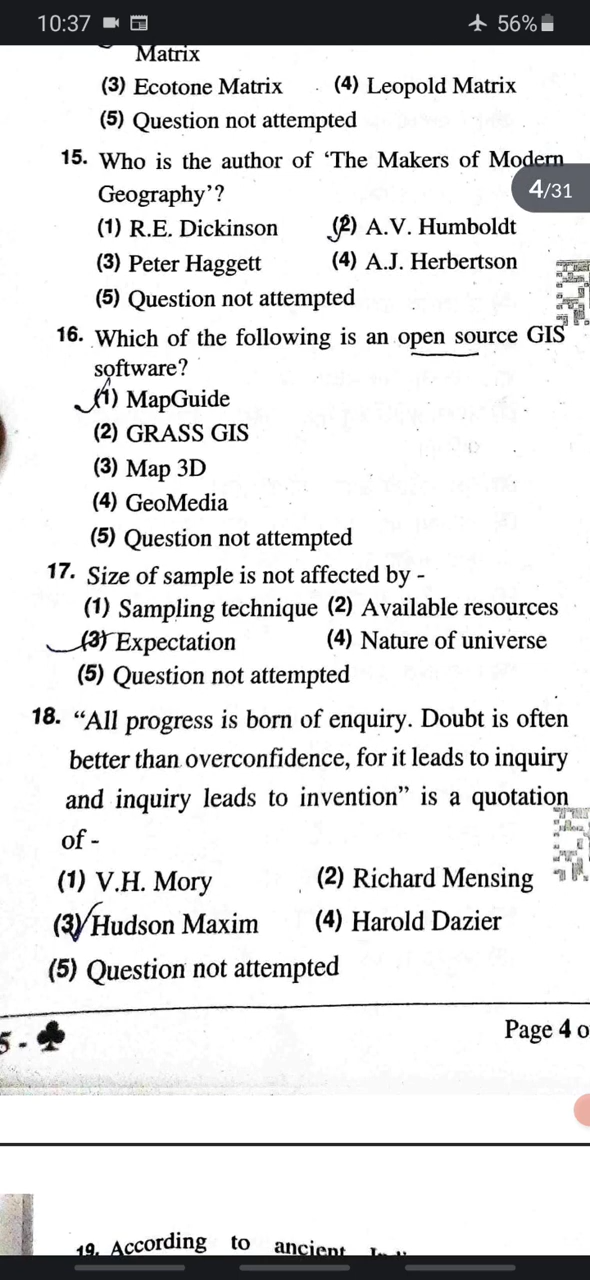 10:37
56%
Matrix
(3) Ecotone Matrix (4) Leopold Matrix
(5) Question not attempted
15. Who is the author of ‘The Makers of Modern
4/31
Geography’?
(1) R.E. Dickinson (2) A.V. Humboldt
(3) Peter Haggett (4) A.J. Herbertson
(5) Question not attempted
16. Which of the following is an open source GIS
software?
(1) MapGuide
(2) GRASS GIS
(3) Map 3D
(4) GeoMedia
(5) Question not attempted
17. Size of sample is not affected by -
(1) Sampling technique (2) Available resources
(3) Expectation (4) Nature of universe
(5) Question not attempted
18. “All progress is born of enquiry. Doubt is often
better than overconfidence, for it leads to inquiry
and inquiry leads to invention” is a quotation
of -
(1) V.H. Mory (2) Richard Mensing
(3) Hudson Maxim (4) Harold Dazier
(5) Question not attempted
5 - ♣
Page 4 o
19. According to ancient